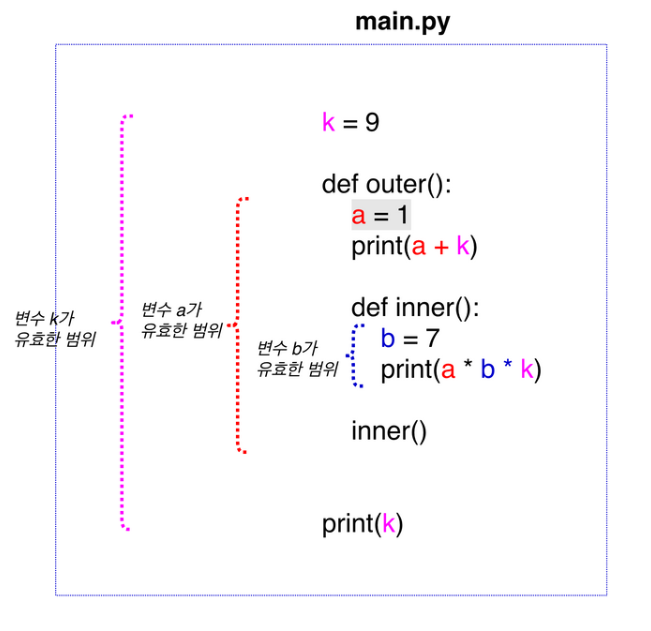 main.py
k = 9
def outer():
a = 1
print(a + k)
def inner():
b = 7
print(a * b * k)
inner()
print(k)
변수 k가
유효한 범위
변수 a가
유효한 범위
변수 b가
유효한 범위